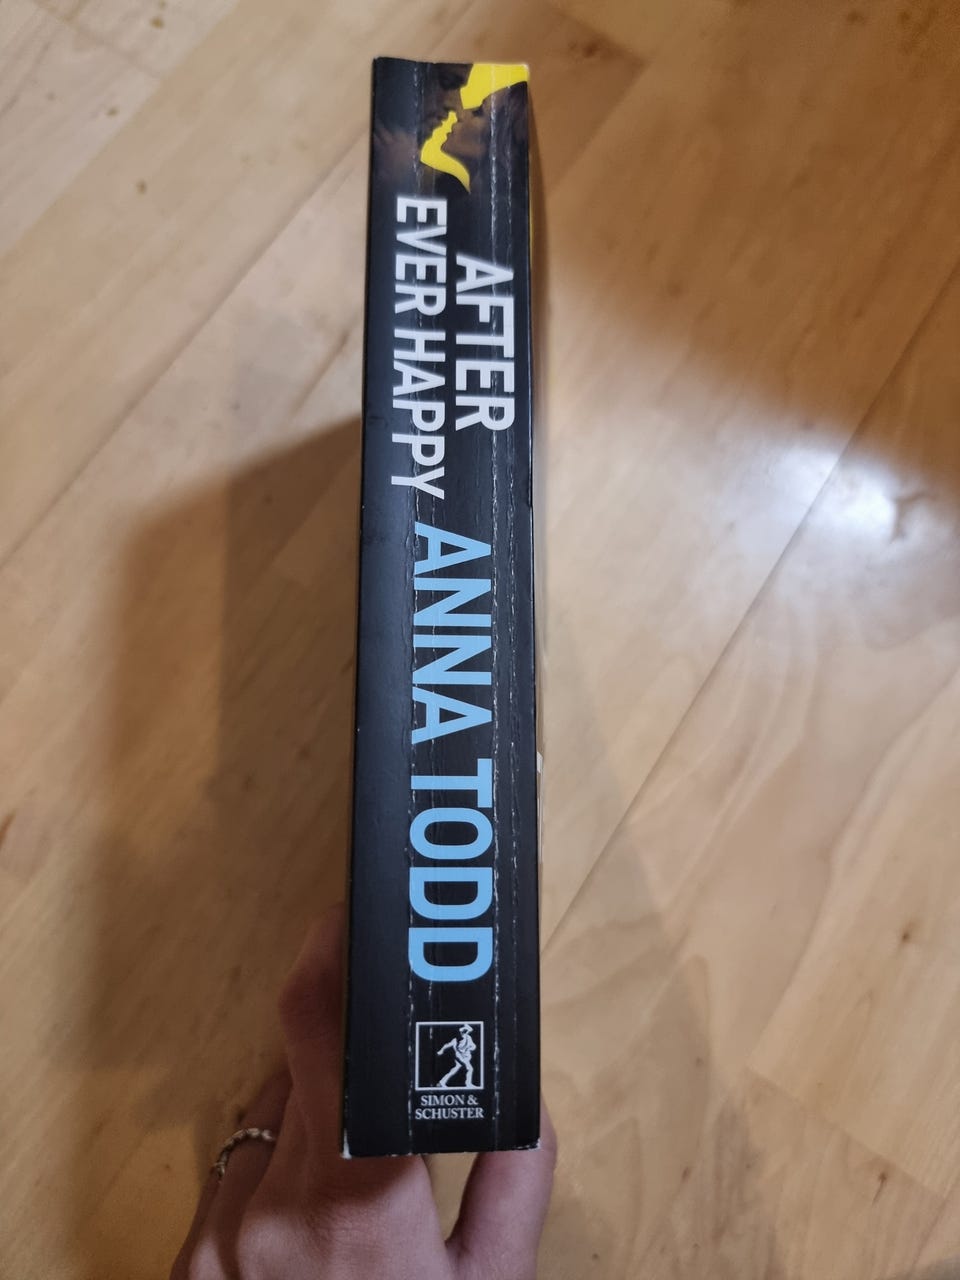 AFTER
EVER HAPPY
ANNA TODD
SIMON &
SCHUSTER